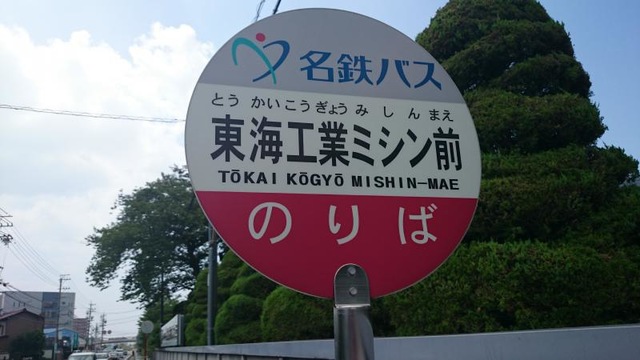 名鉄バス
とうかいこうぎょうみしんまえ
東海工業ミシン前
TŌKAI KŌGYŌ MISHIN-MAE
のりば